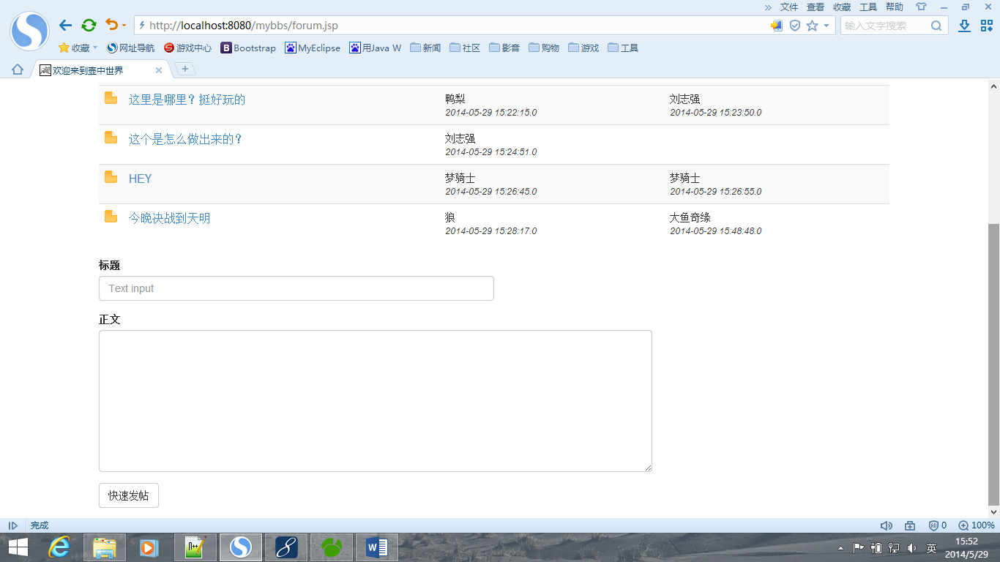 » 文件 查看 收藏 工具 帮助
http://localhost:8080/mybbs/forum.jsp 输入文字搜索
收藏 网址导航 游戏中心 Bootstrap MyEclipse 用Java W 新闻 社区 影音 购物 游戏 工具
欢迎来到壶中世界
这里是哪里？挺好玩的 鸭梨 刘志强
2014-05-29 15:22:15.0 2014-05-29 15:23:50.0
这个是怎么做出来的？ 刘志强
2014-05-29 15:24:51.0
HEY 梦骑士 梦骑士
2014-05-29 15:26:45.0 2014-05-29 15:26:55.0
今晚决战到天明 狼 大鱼奇缘
2014-05-29 15:28:17.0 2014-05-29 15:48:48.0
标题
Text input
正文
快速发帖
完成 0 100%
英 15:52
2014/5/29